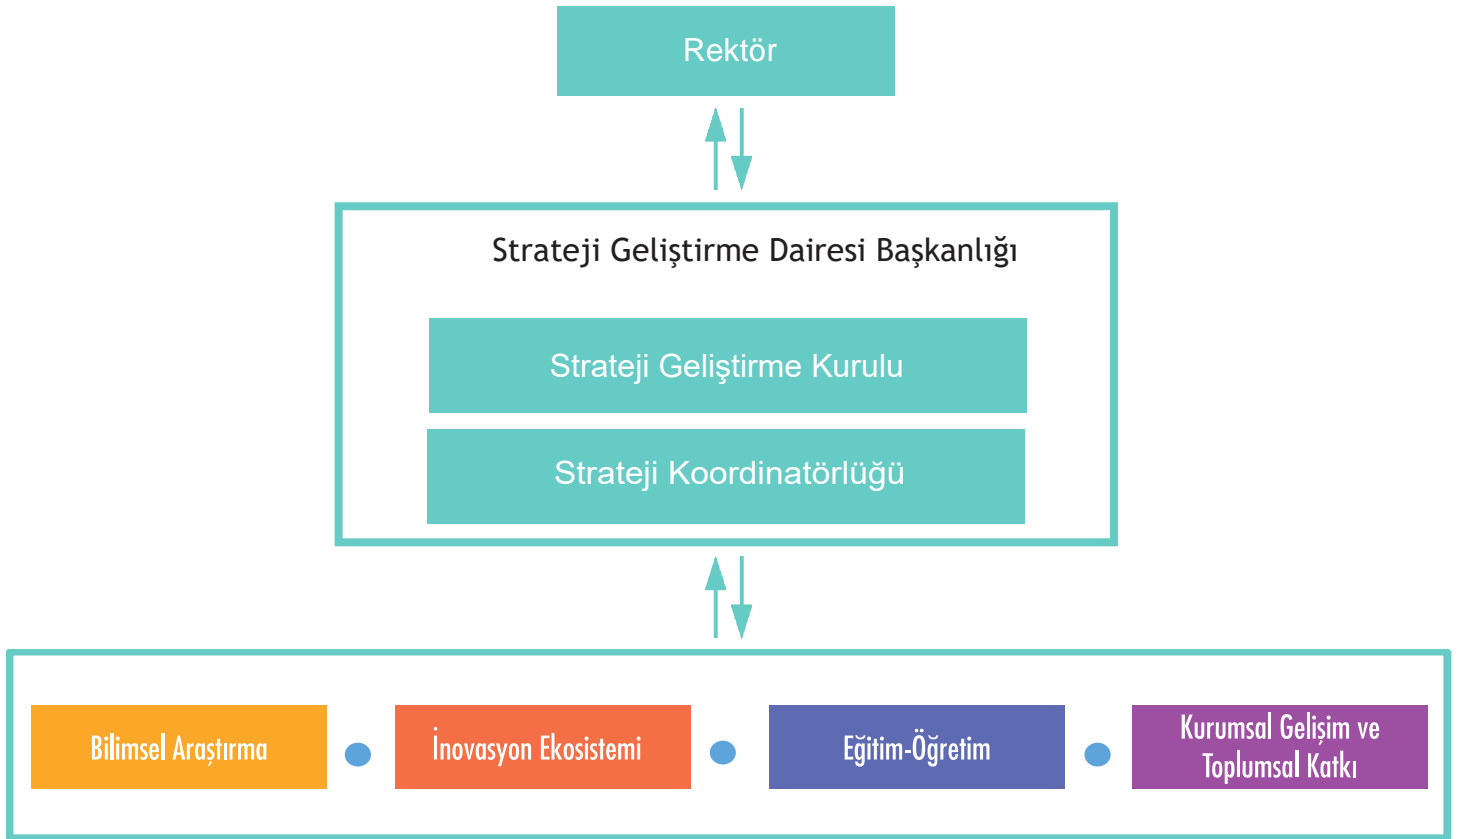 Rektör
Strateji Geliştirme Dairesi Başkanlığı
Strateji Geliştirme Kurulu
Strateji Koordinatörlüğü
Bilimsel Araştırma
İnovasyon Ekosistemi
Eğitim-Öğretim
Kurumsal Gelişim ve
Toplumsal Katkı